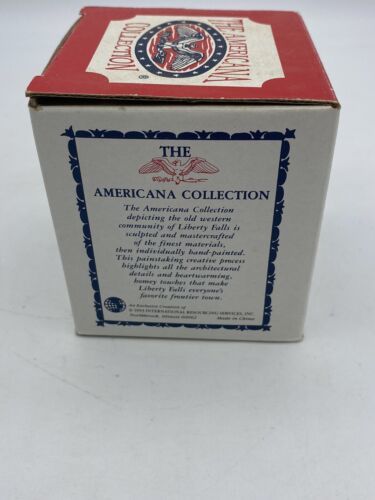 THE AMERICANA
COLLECTION
®
THE
AMERICANA COLLECTION
The Americana Collection
depicting the old western
community of Liberty Falls is
sculpted and mastercrafted
of the finest materials,
then individually hand-painted.
This painstaking creative process
highlights all the architectural
details and heartwarming,
homey touches that make
Liberty Falls everyone's
favorite frontier town.
An Exclusive Creation of
INTERNATIONAL RESOURCING SERVICES, INC.
Northbrook, Illinois 60062
Made in China